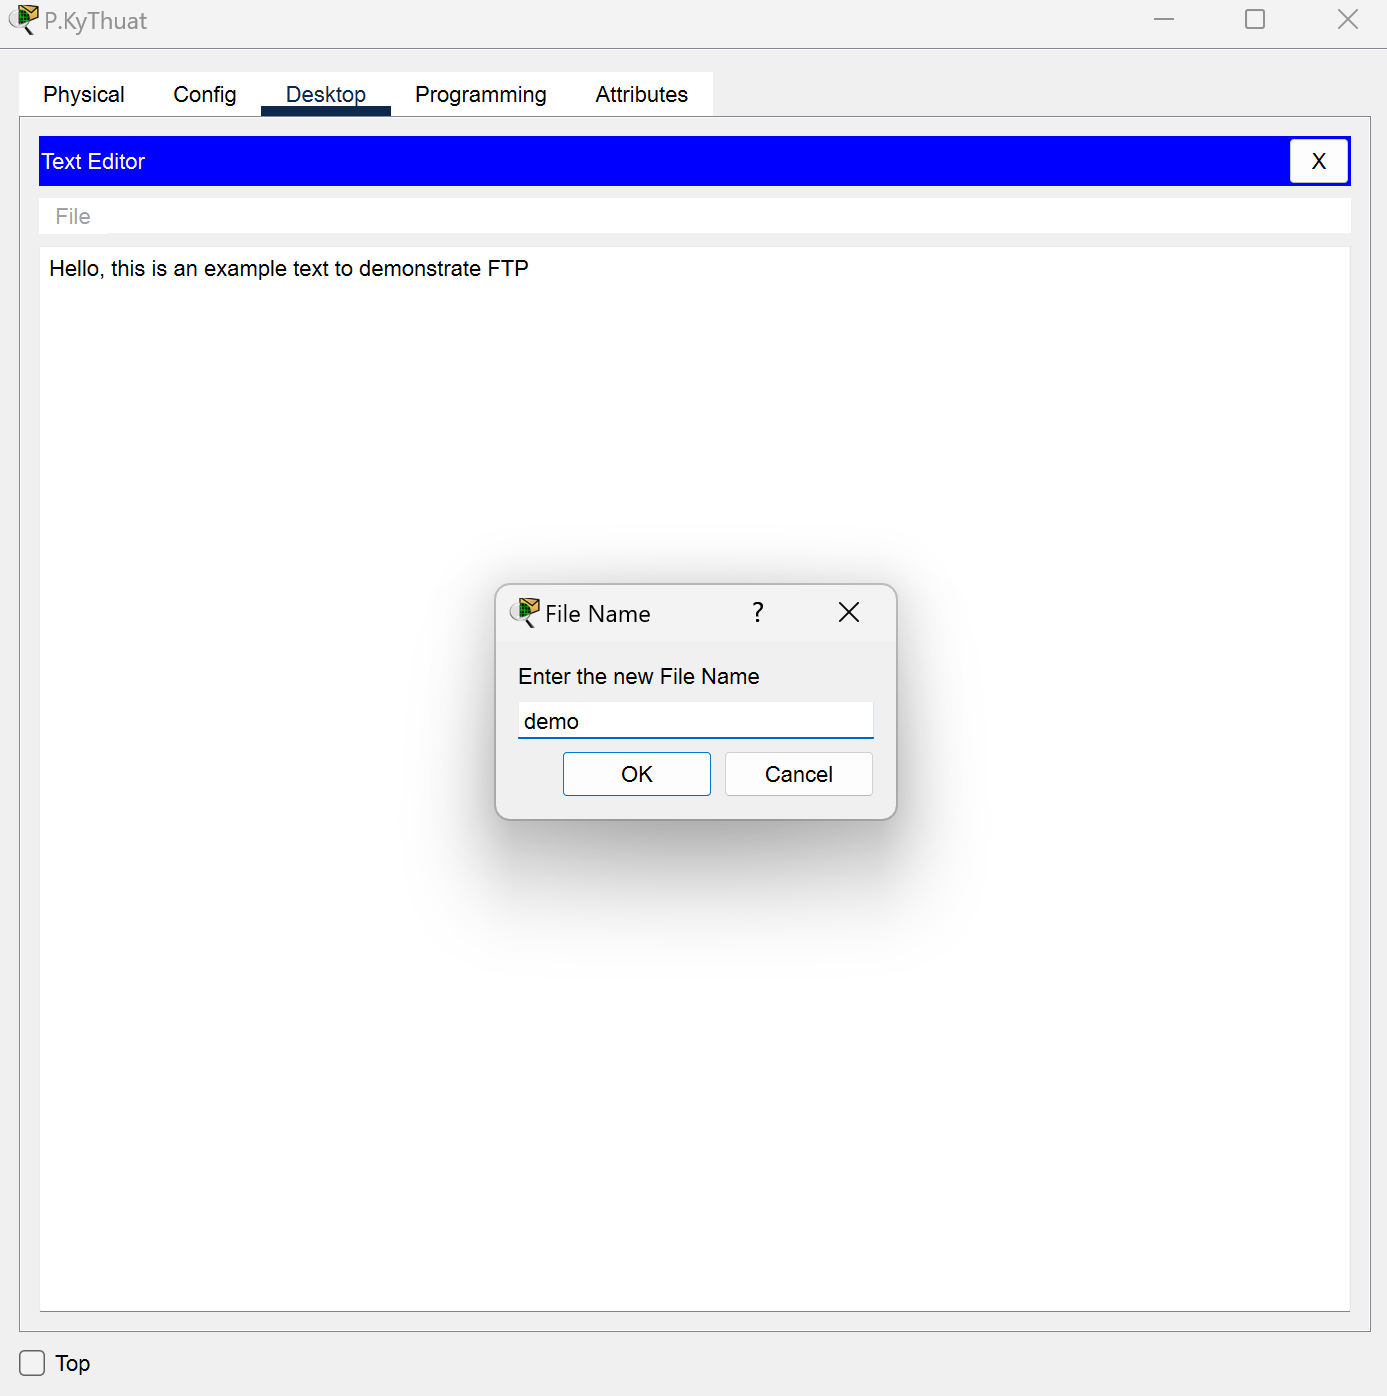 P.KyThuat
Physical Config Desktop Programming Attributes
Text Editor X
File
Hello, this is an example text to demonstrate FTP
File Name ?
Enter the new File Name
demo
OK Cancel
Top